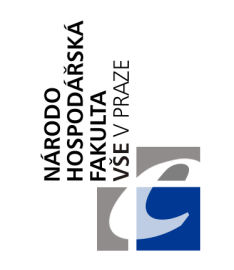 NÁRODO
HOSPODÁŘSKÁ
FAKULTA
VŠE V PRAZE